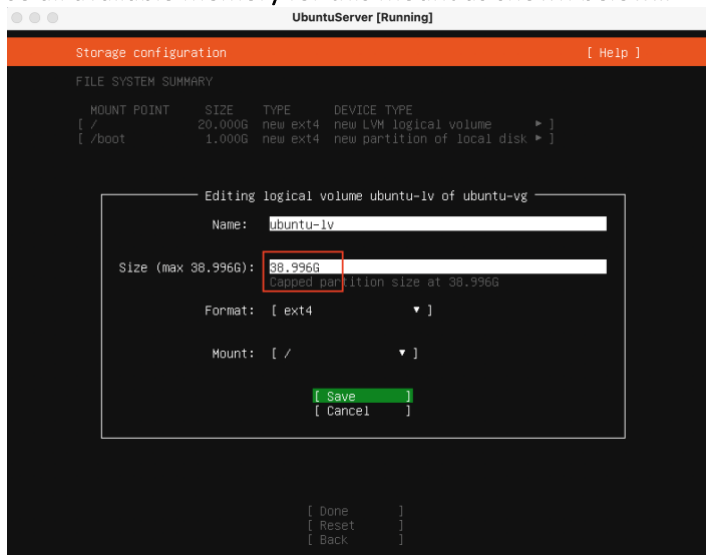 UbuntuServer [Running]
Storage configuration [ Help ]
FILE SYSTEM SUMMARY
MOUNT POINT SIZE TYPE DEVICE TYPE
[ / 20.000G new ext4 new LVM logical volume ► ]
[ /boot 1.000G new ext4 new partition of local disk ► ]
Editing logical volume ubuntu-lv of ubuntu-vg
Name: ubuntu-lv
Size (max 38.996G): 38.996G
Capped partition size at 38.996G
Format: [ ext4 ▼ ]
Mount: [ / ▼ ]
[ Save ]
[ Cancel ]
[ Done ]
[ Reset ]
[ Back ]